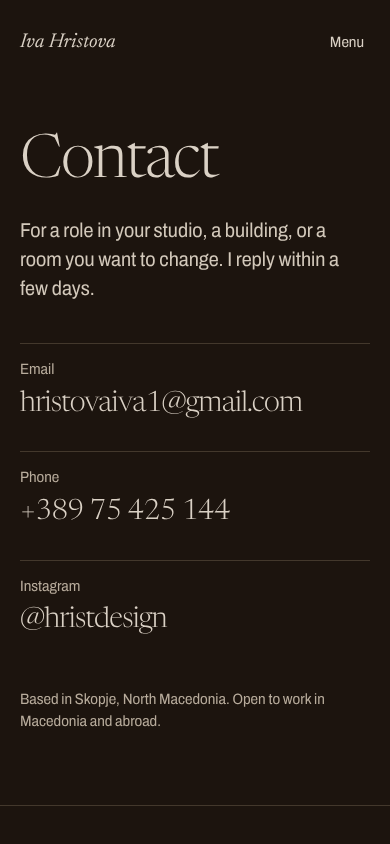 Iva Hristova
Menu
Contact
For a role in your studio, a building, or a
room you want to change. I reply within a
few days.
Email
hristovaiva1@gmail.com
Phone
+389 75 425 144
Instagram
@hristdesign
Based in Skopje, North Macedonia. Open to work in
Macedonia and abroad.